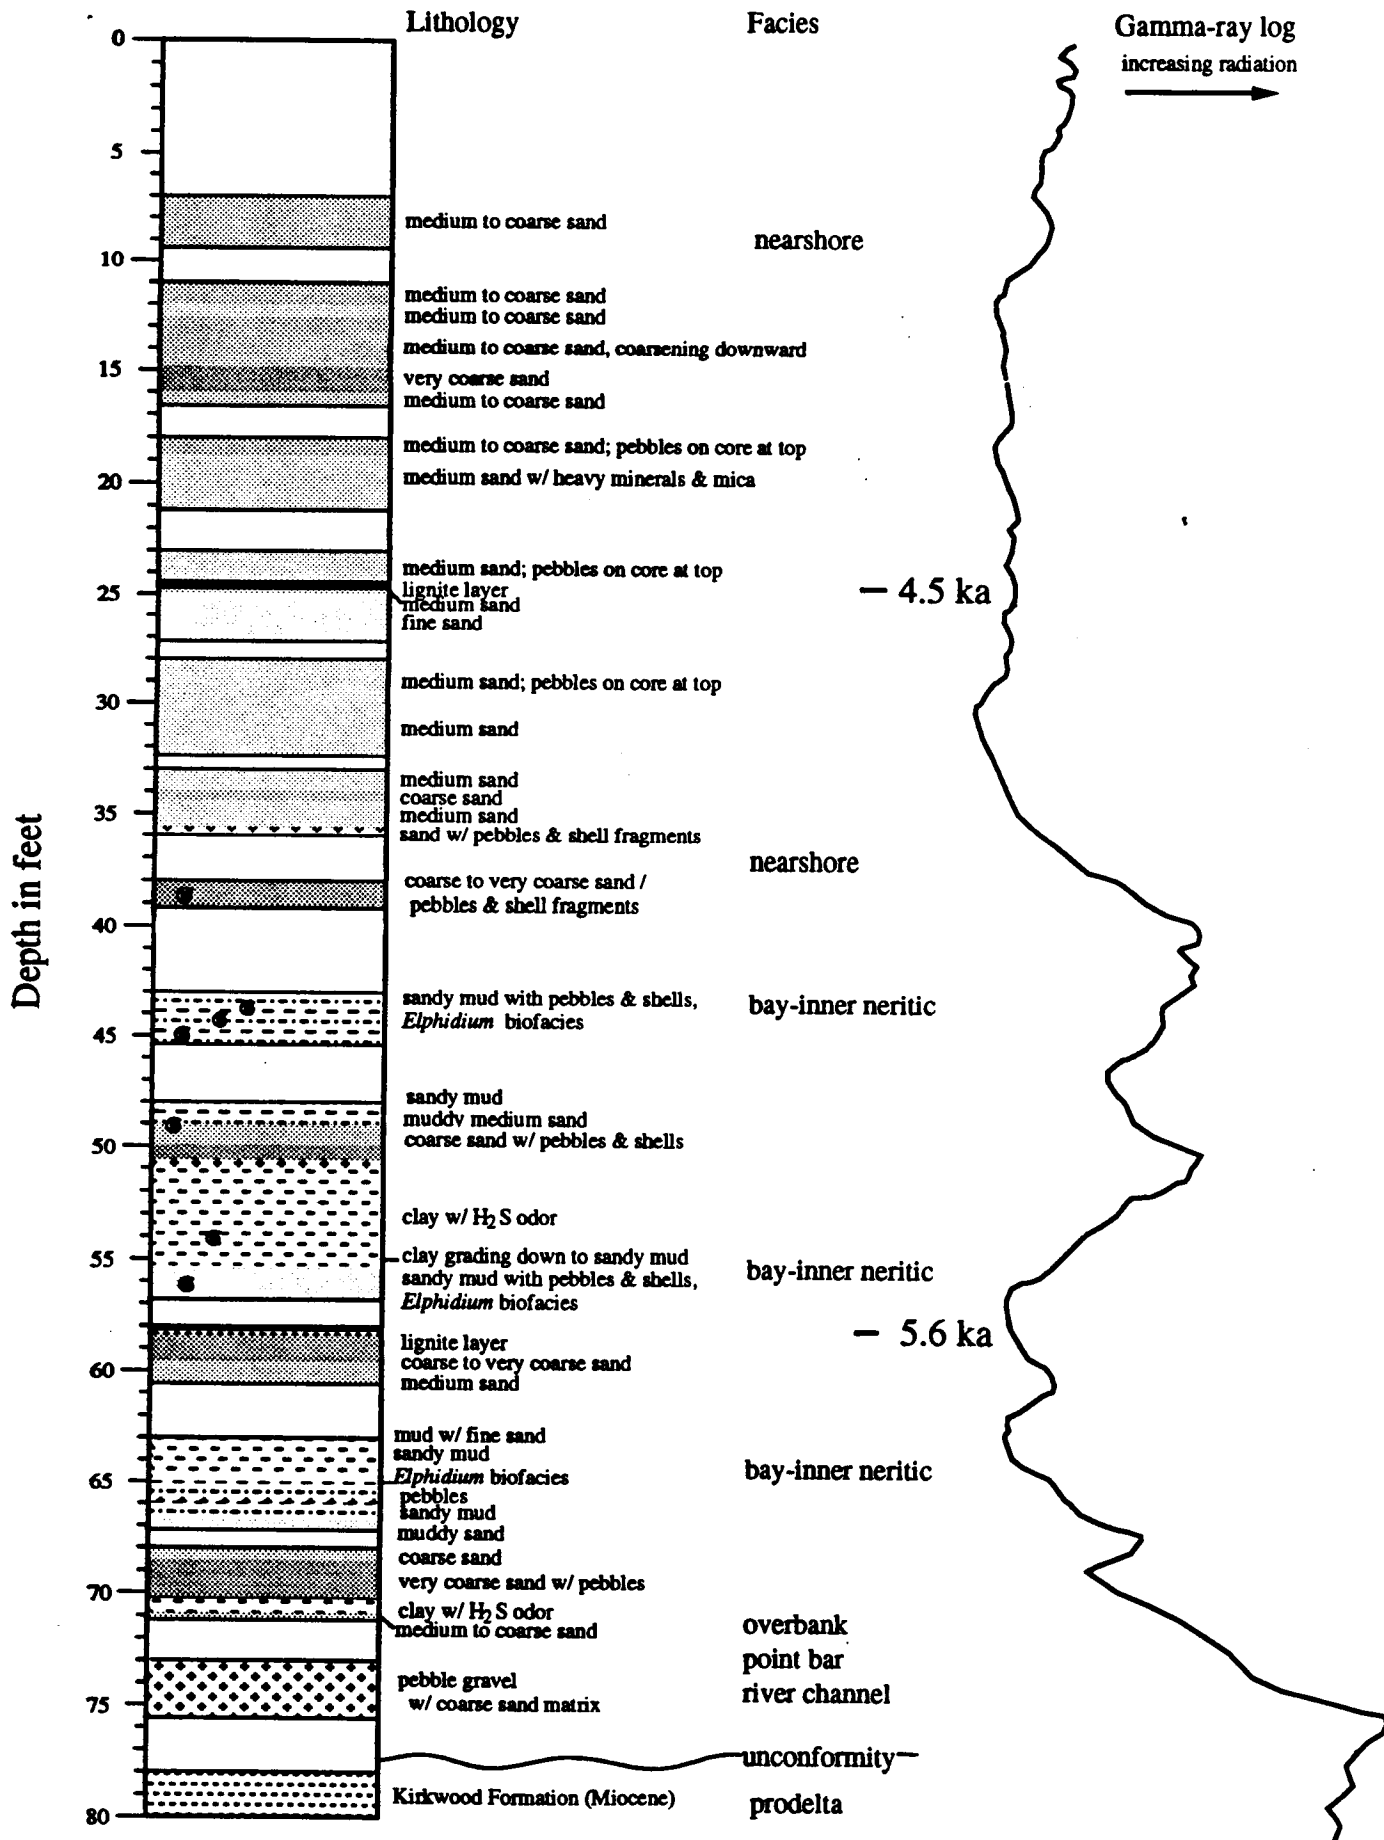 Lithology
Facies
Gamma-ray log
increasing radiation
Depth in feet
0
5
medium to coarse sand
nearshore
10
medium to coarse sand
medium to coarse sand
medium to coarse sand, coarsening downward
15
very coarse sand
medium to coarse sand
medium to coarse sand; pebbles on core at top
20
medium sand w/ heavy minerals & mica
medium sand; pebbles on core at top
25
lignite layer
4.5 ka
medium sand
fine sand
medium sand; pebbles on core at top
30
medium sand
medium sand
coarse sand
35
medium sand
sand w/ pebbles & shell fragments
nearshore
coarse to very coarse sand /
pebbles & shell fragments
40
sandy mud with pebbles & shells,
bay-inner neritic
Elphidium biofacies
45
sandy mud
muddy medium sand
50
coarse sand w/ pebbles & shells
clay w/ H2S odor
55
clay grading down to sandy mud
bay-inner neritic
sandy mud with pebbles & shells,
Elphidium biofacies
5.6 ka
lignite layer
60
coarse to very coarse sand
medium sand
mud w/ fine sand
sandy mud
65
Elphidium biofacies
bay-inner neritic
pebbles
sandy mud
muddy sand
coarse sand
70
very coarse sand w/ pebbles
clay w/ H2S odor
medium to coarse sand
overbank
point bar
75
pebble gravel
w/ coarse sand matrix
river channel
unconformity
Kirkwood Formation (Miocene)
prodelta
80